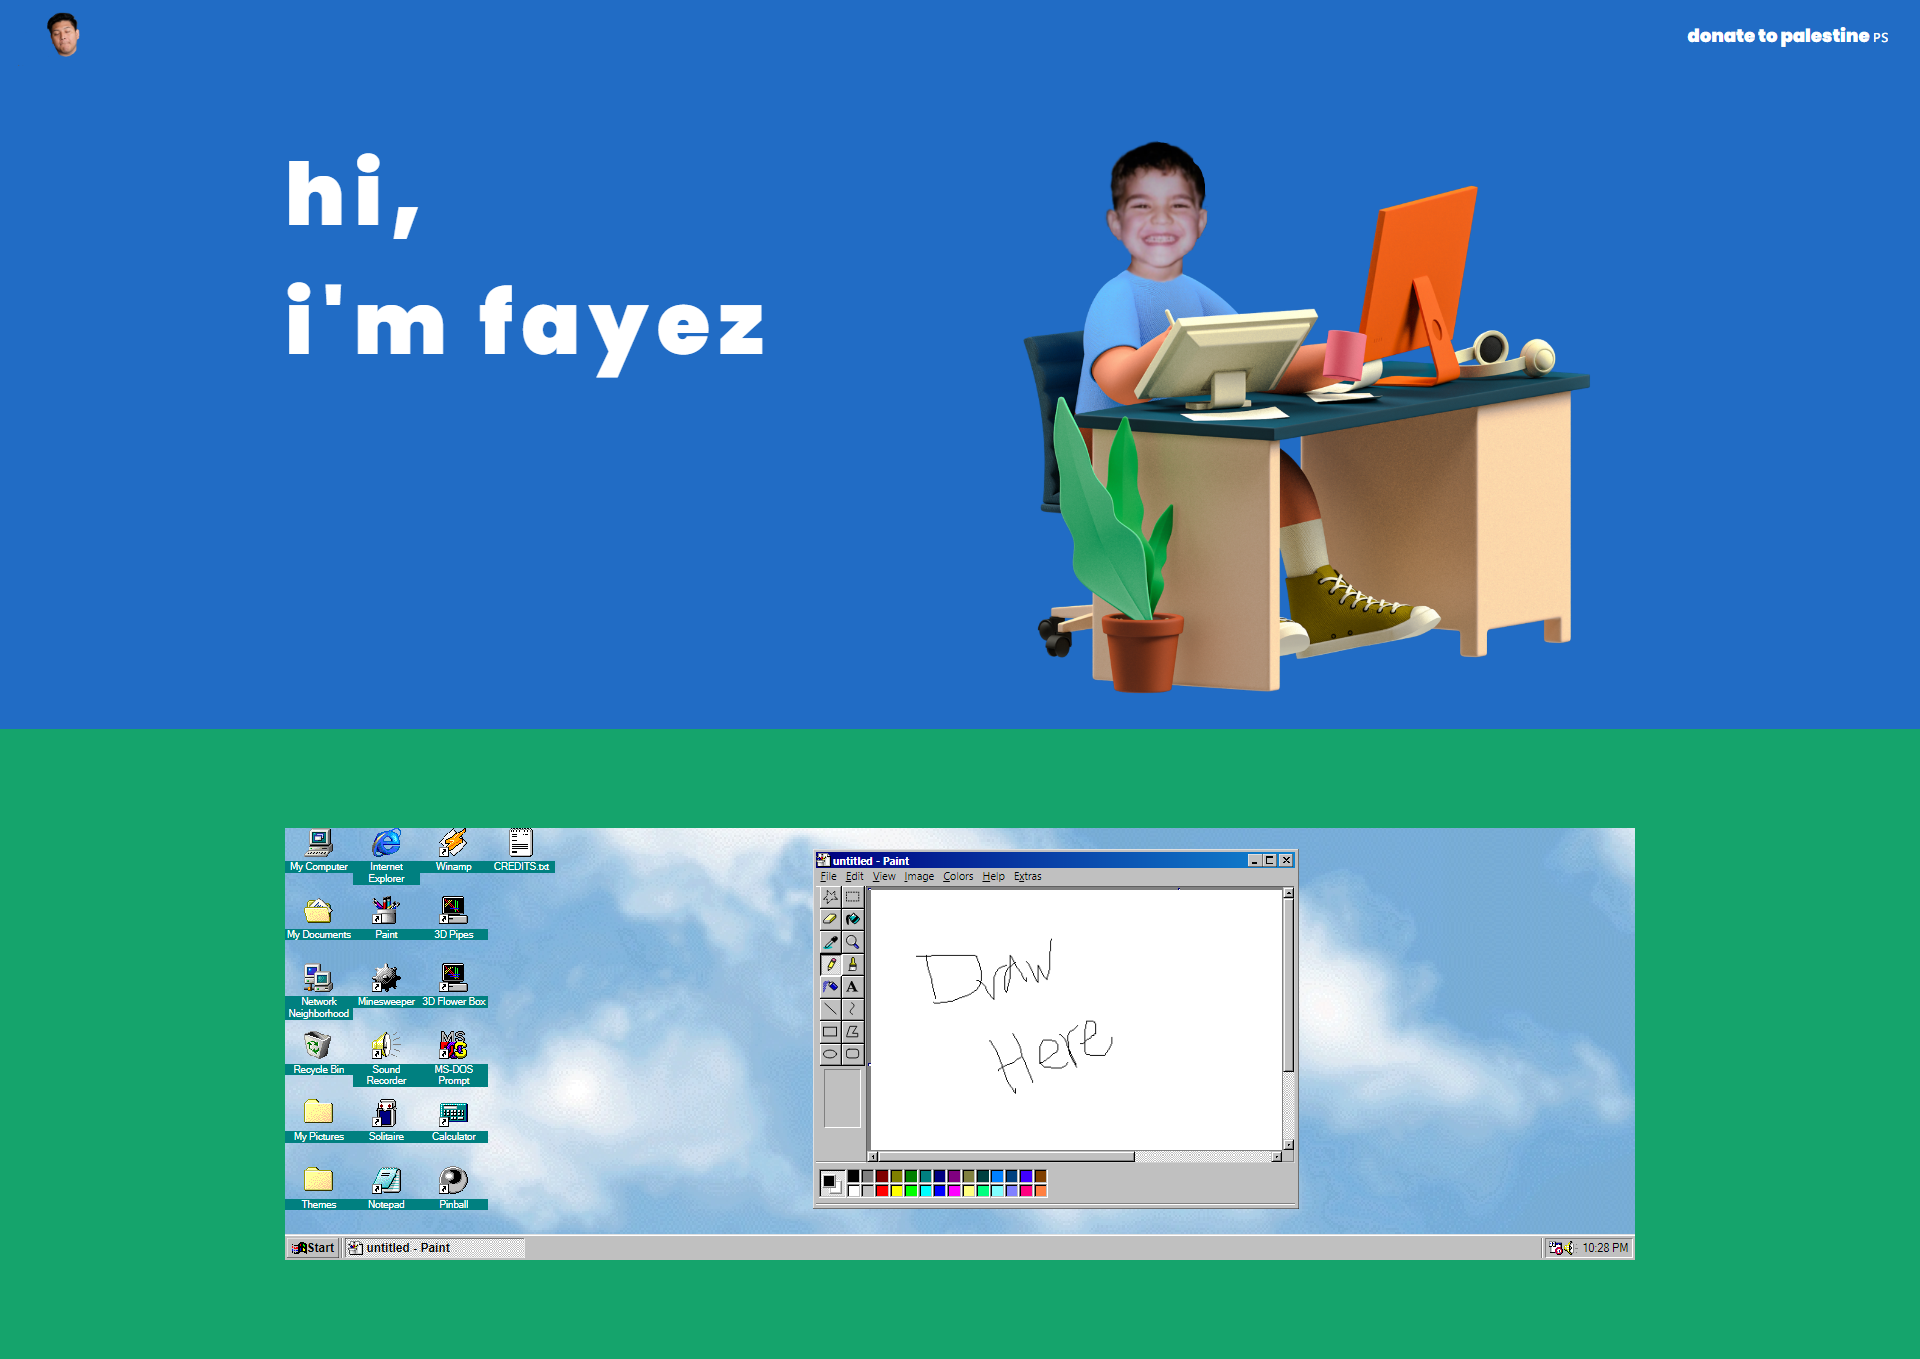 donate to palestine PS
hi,
i'm fayez
My Computer
Internet
Explorer
Winamp
CREDITS.txt
My Documents
Paint
3D Pipes
Network
Neighborhood
Minesweeper
3D Flower Box
Recycle Bin
Sound
Recorder
MS-DOS
Prompt
My Pictures
Solitaire
Calculator
Themes
Notepad
Pinball
untitled - Paint
File Edit View Image Colors Help Extras
A
Draw
Here
Start
untitled - Paint
10:28 PM